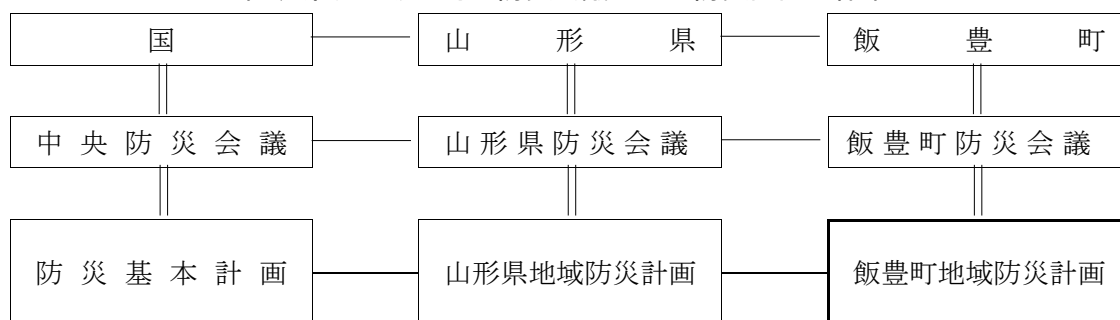 国 山形県 飯豊町
中央防災会議 山形県防災会議 飯豊町防災会議
防災基本計画 山形県地域防災計画 飯豊町地域防災計画